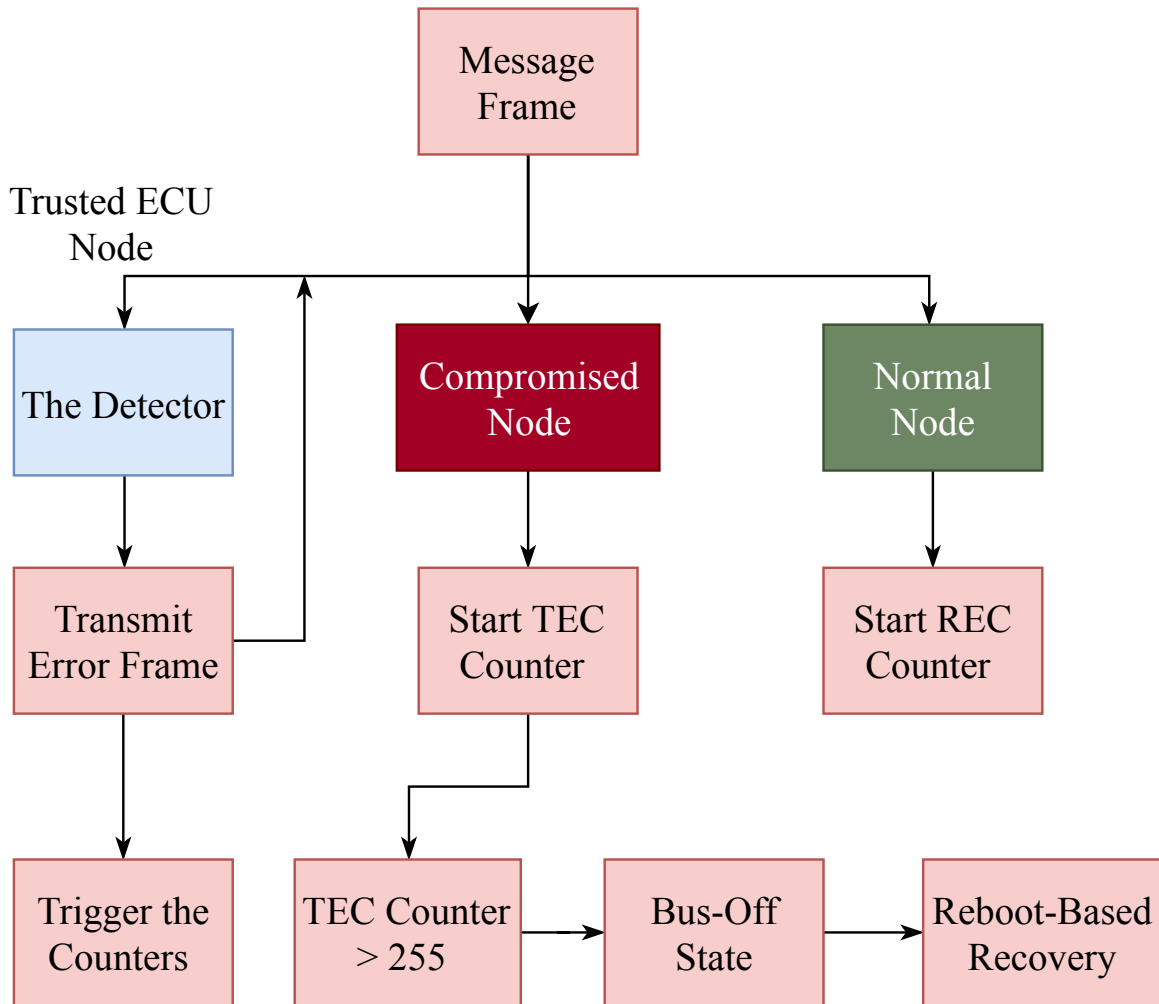 Message
Frame
Trusted ECU
Node
The Detector
Compromised
Node
Normal
Node
Transmit
Error Frame
Start TEC
Counter
Start REC
Counter
Trigger the
Counters
TEC Counter
> 255
Bus-Off
State
Reboot-Based
Recovery